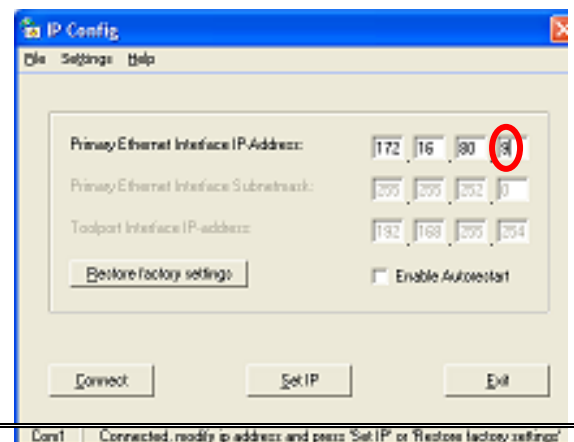 IP Config
File Settings Help
Primary Ethernet Interface IP-Address: 172 . 16 . 80 . 9
Primary Ethernet Interface Subnetmask: 255 . 255 . 252 . 0
Toolport Interface IP-address: 192 . 168 . 255 . 254
Restore factory settings Enable Autorestart
Connect Set IP Exit
Com1 Connected, modify ip address and press 'Set IP' or 'Restore factory settings'